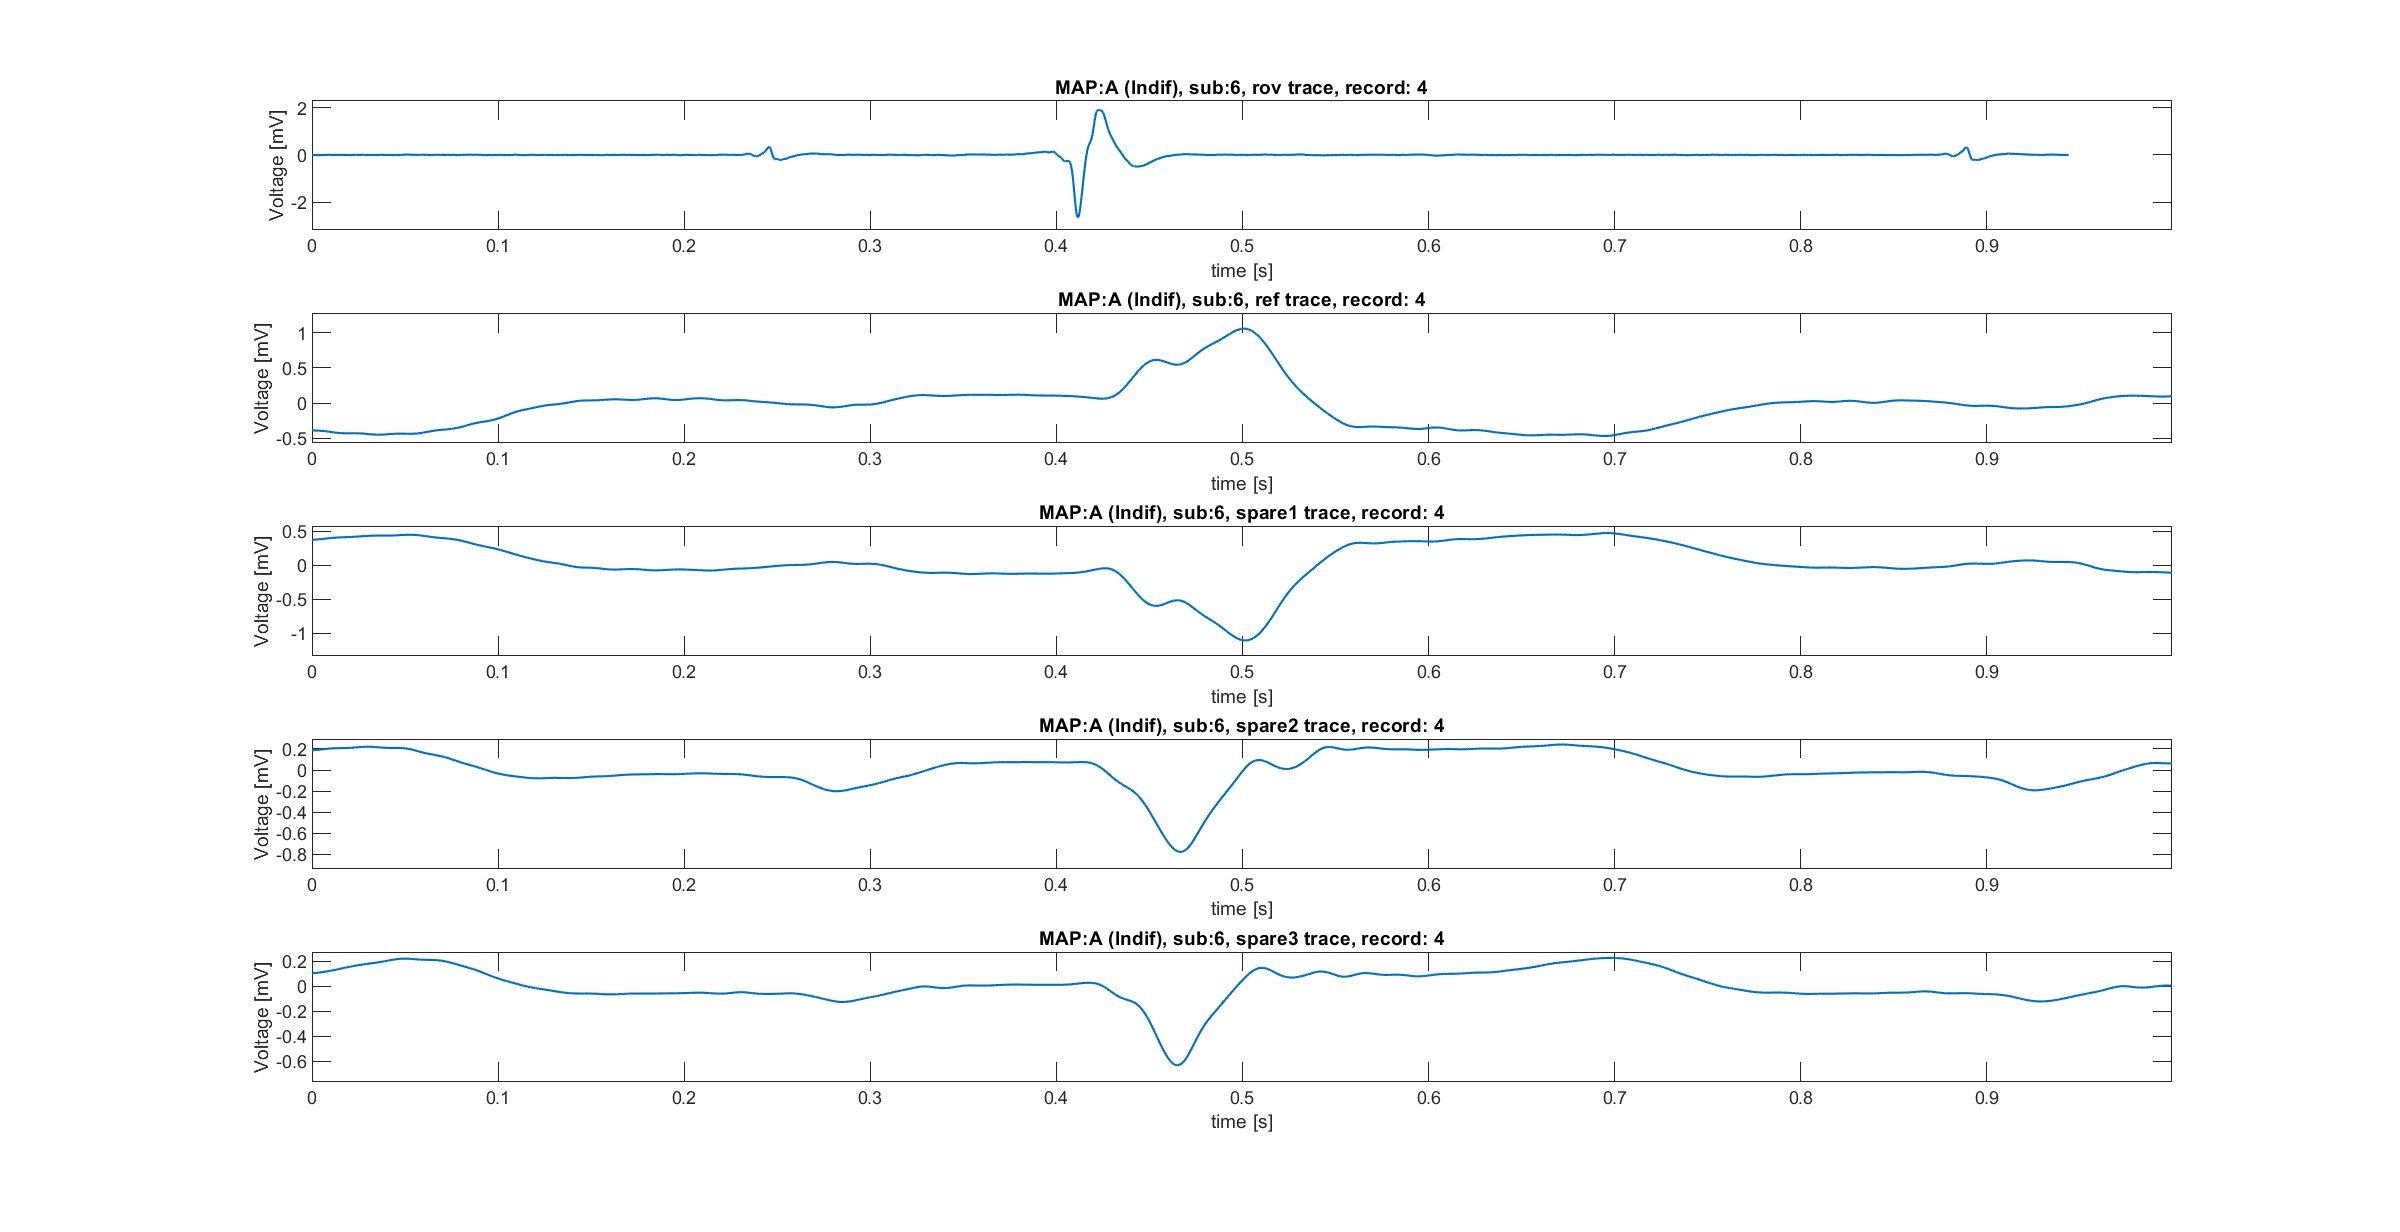 MAP:A (Indif), sub:6, rov trace, record: 4
Voltage [mV]
2
0
-2
0 0.1 0.2 0.3 0.4 0.5 0.6 0.7 0.8 0.9
time [s]
MAP:A (Indif), sub:6, ref trace, record: 4
Voltage [mV]
1
0.5
0
-0.5
0 0.1 0.2 0.3 0.4 0.5 0.6 0.7 0.8 0.9
time [s]
MAP:A (Indif), sub:6, spare1 trace, record: 4
Voltage [mV]
0.5
0
-0.5
-1
0 0.1 0.2 0.3 0.4 0.5 0.6 0.7 0.8 0.9
time [s]
MAP:A (Indif), sub:6, spare2 trace, record: 4
Voltage [mV]
0.2
0
-0.2
-0.4
-0.6
-0.8
0 0.1 0.2 0.3 0.4 0.5 0.6 0.7 0.8 0.9
time [s]
MAP:A (Indif), sub:6, spare3 trace, record: 4
Voltage [mV]
0.2
0
-0.2
-0.4
-0.6
0 0.1 0.2 0.3 0.4 0.5 0.6 0.7 0.8 0.9
time [s]